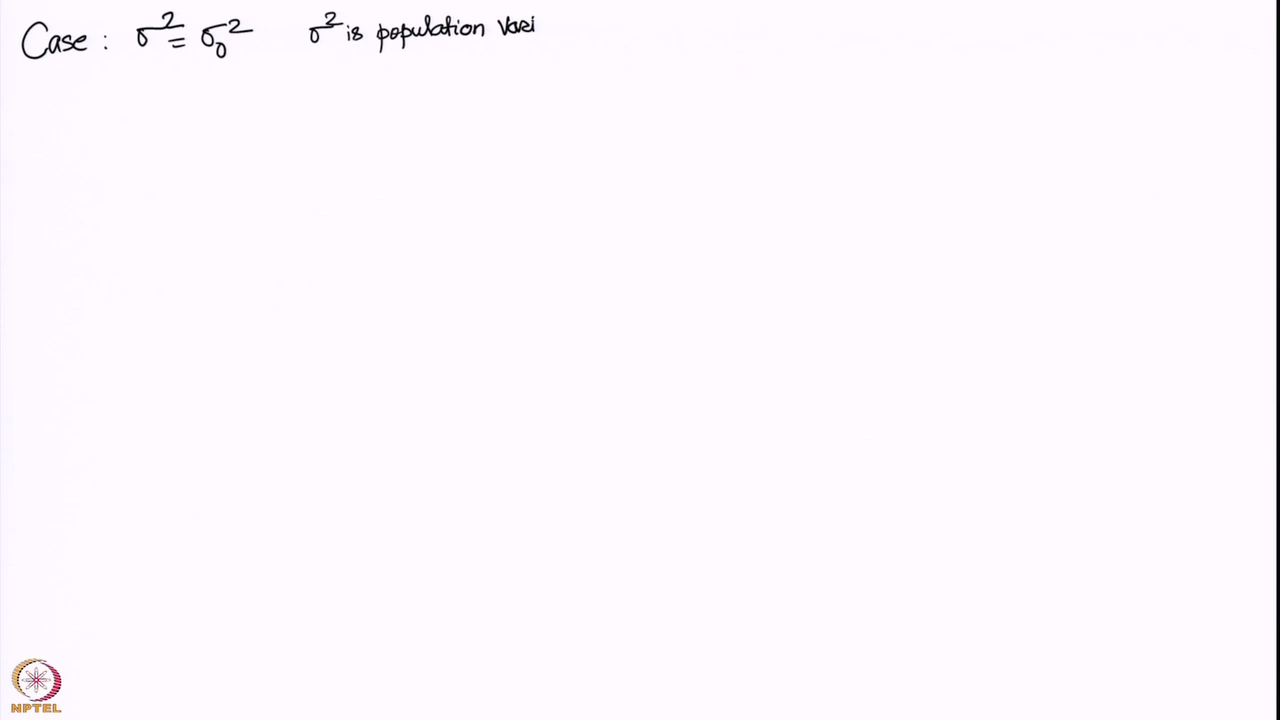 Case : σ² = σ₀² σ² is population vari
NPTEL